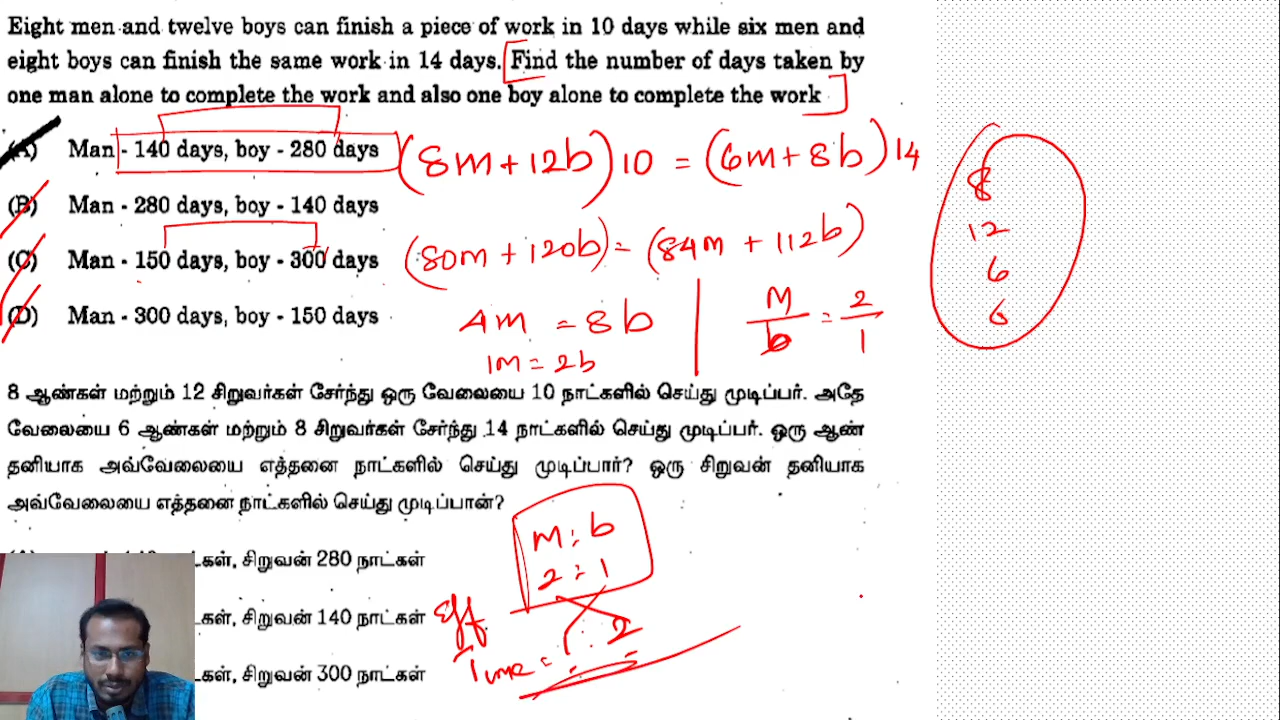 Eight men and twelve boys can finish a piece of work in 10 days while six men and
eight boys can finish the same work in 14 days. Find the number of days taken by
one man alone to complete the work and also one boy alone to complete the work
(A) Man - 140 days, boy - 280 days
(8m + 12b) 10 = (6m + 8b) 14
(B) Man - 280 days, boy - 140 days
(C) Man - 150 days, boy - 300 days
(80m + 120b) = (84m + 112b)
(D) Man - 300 days, boy - 150 days
4m = 8b
1m = 2b
M/b = 2/1
8
12
6
6
8 ஆண்கள் மற்றும் 12 சிறுவர்கள் சேர்ந்து ஒரு வேலையை 10 நாட்களில் செய்து முடிப்பர். அதே
வேலையை 6 ஆண்கள் மற்றும் 8 சிறுவர்கள் சேர்ந்து 14 நாட்களில் செய்து முடிப்பர். ஒரு ஆண்
தனியாக அவ்வேலையை எத்தனை நாட்களில் செய்து முடிப்பார்? ஒரு சிறுவன் தனியாக
அவ்வேலையை எத்தனை நாட்களில் செய்து முடிப்பான்?
சிறுவன் 280 நாட்கள்
கள், சிறுவன் 140 நாட்கள்
கள், சிறுவன் 300 நாட்கள்
m : b
2 : 1
Eff
Time = 1 : 2